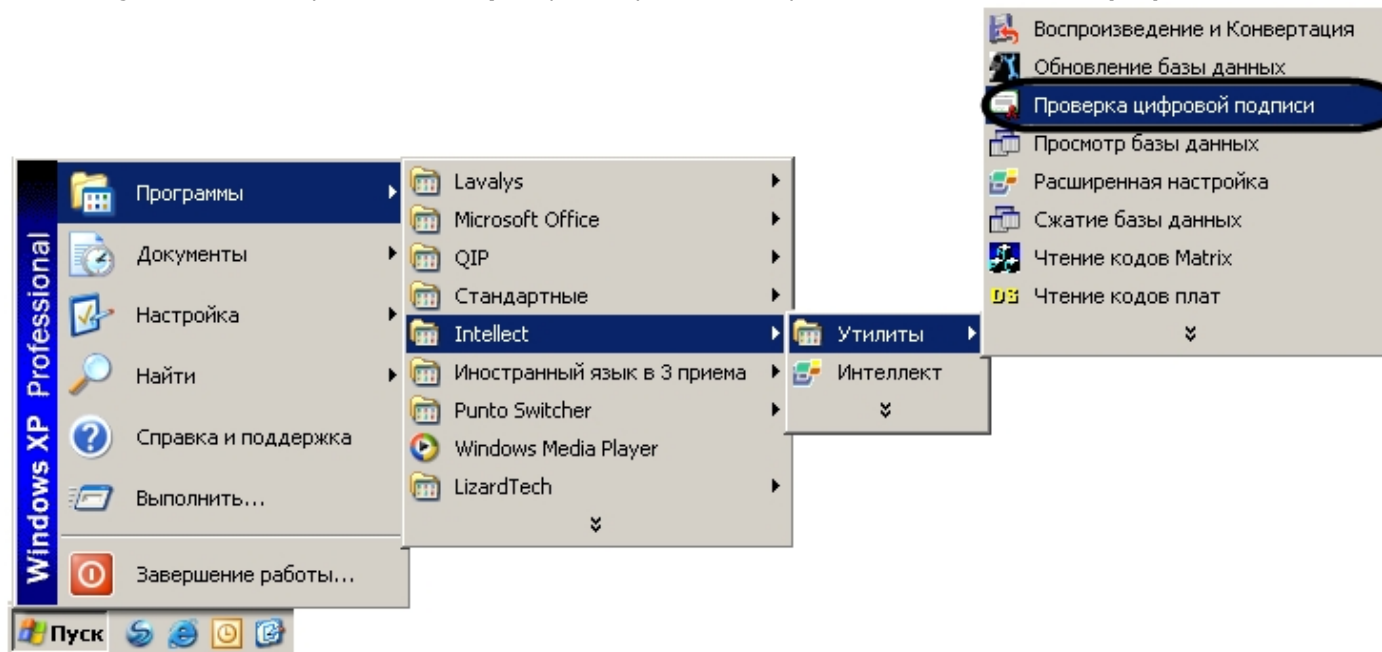 Воспроизведение и Конвертация
Обновление базы данных
Проверка цифровой подписи
Просмотр базы данных
Расширенная настройка
Сжатие базы данных
Чтение кодов Matrix
DS Чтение кодов плат
Программы
Документы
Настройка
Найти
Справка и поддержка
Выполнить...
Завершение работы...
Windows XP Professional
Lavalys
Microsoft Office
QIP
Стандартные
Intellect
Иностранный язык в 3 приема
Punto Switcher
Windows Media Player
LizardTech
Утилиты
Интеллект
Пуск